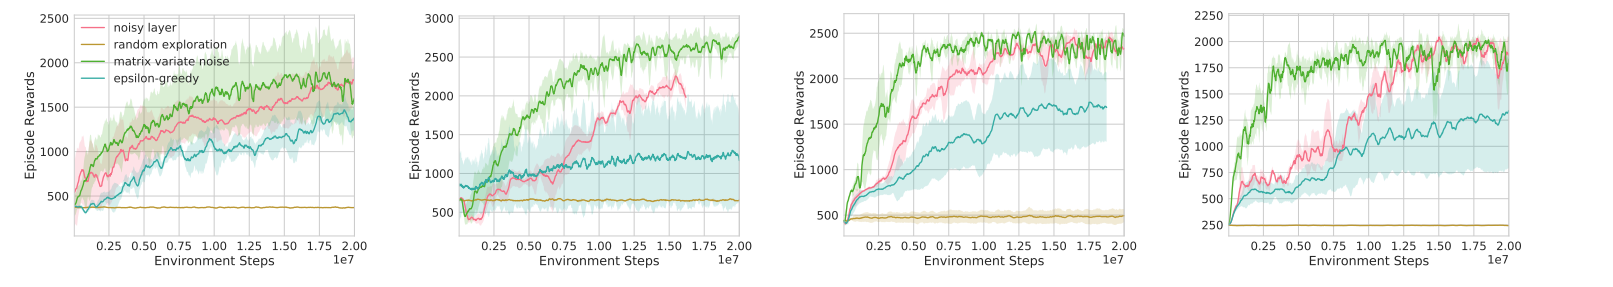 2500
2000
1500
1000
500
Episode Rewards
noisy layer
random exploration
matrix variate noise
epsilon-greedy
0.25 0.50 0.75 1.00 1.25 1.50 1.75 2.00
Environment Steps
1e7
3000
2500
2000
1500
1000
500
Episode Rewards
0.25 0.50 0.75 1.00 1.25 1.50 1.75 2.00
Environment Steps
1e7
2500
2000
1500
1000
500
Episode Rewards
0.25 0.50 0.75 1.00 1.25 1.50 1.75 2.00
Environment Steps
1e7
2250
2000
1750
1500
1250
1000
750
500
250
Episode Rewards
0.25 0.50 0.75 1.00 1.25 1.50 1.75 2.00
Environment Steps
1e7